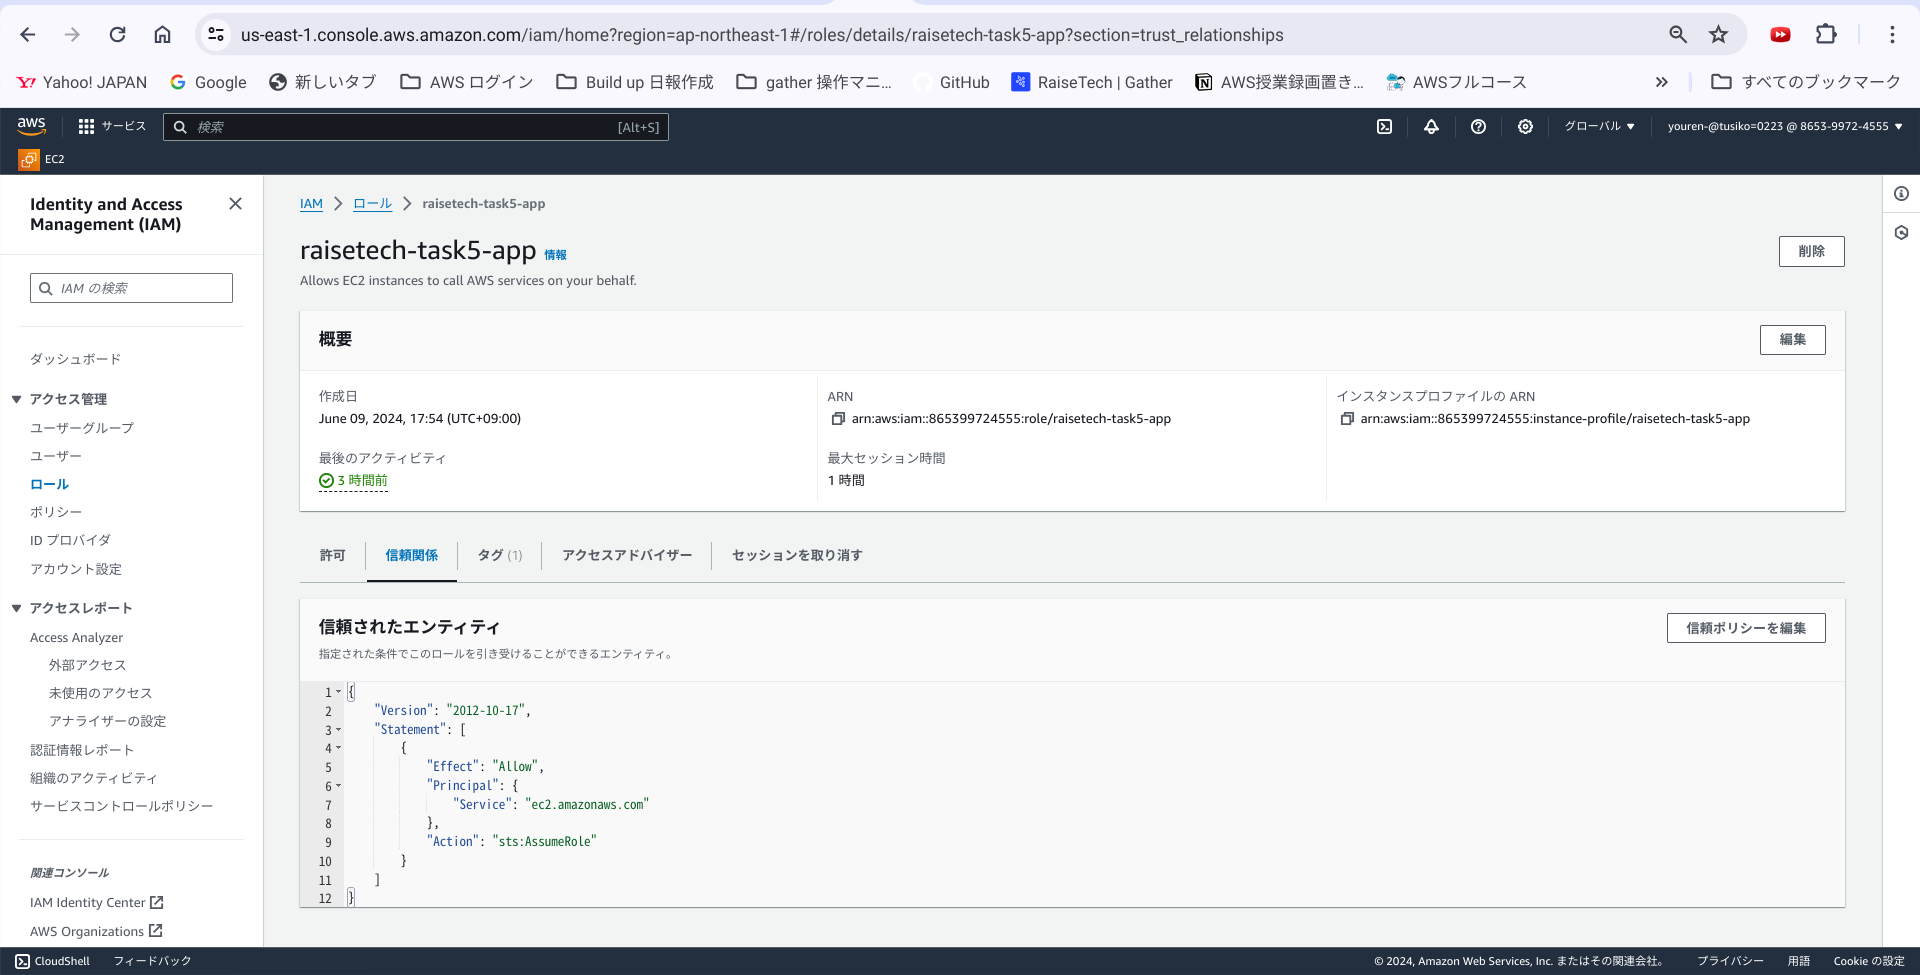 us-east-1.console.aws.amazon.com/iam/home?region=ap-northeast-1#/roles/details/raisetech-task5-app?section=trust_relationships
Yahoo! JAPAN
Google
新しいタブ
AWS ログイン
Build up 日報作成
gather 操作マニ...
GitHub
RaiseTech | Gather
AWS授業録画置き...
AWSフルコース
»
すべてのブックマーク
aws
サービス
検索
[Alt+S]
グローバル
youren-@tusiko=0223 @ 8653-9972-4555
EC2
Identity and Access
Management (IAM)
IAM の検索
ダッシュボード
アクセス管理
ユーザーグループ
ユーザー
ロール
ポリシー
ID プロバイダ
アカウント設定
アクセスレポート
Access Analyzer
外部アクセス
未使用のアクセス
アナライザーの設定
認証情報レポート
組織のアクティビティ
サービスコントロールポリシー
関連コンソール
IAM Identity Center
AWS Organizations
IAM > ロール > raisetech-task5-app
raisetech-task5-app 情報
削除
Allows EC2 instances to call AWS services on your behalf.
概要
編集
作成日
June 09, 2024, 17:54 (UTC+09:00)
最後のアクティビティ
3 時間前
ARN
arn:aws:iam::865399724555:role/raisetech-task5-app
最大セッション時間
1 時間
インスタンスプロファイルの ARN
arn:aws:iam::865399724555:instance-profile/raisetech-task5-app
許可
信頼関係
タグ (1)
アクセスアドバイザー
セッションを取り消す
信頼されたエンティティ
信頼ポリシーを編集
指定された条件でこのロールを引き受けることができるエンティティ。
1 {
2 "Version": "2012-10-17",
3 "Statement": [
4 {
5 "Effect": "Allow",
6 "Principal": {
7 "Service": "ec2.amazonaws.com"
8 },
9 "Action": "sts:AssumeRole"
10 }
11 ]
12 }
CloudShell
フィードバック
© 2024, Amazon Web Services, Inc. またはその関連会社。
プライバシー
用語
Cookie の設定